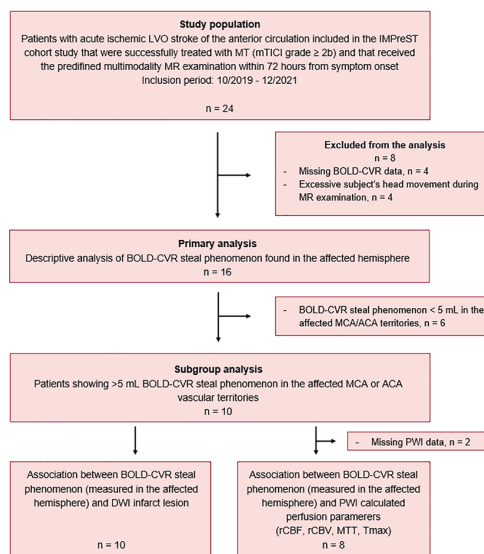 Study population
Patients with acute ischemic LVO stroke of the anterior circulation included in the IMPreST
cohort study that were successfully treated with MT (mTICI grade ≥ 2b) and that received
the predifined multimodality MR examination within 72 hours from symptom onset
Inclusion period: 10/2019 - 12/2021
n = 24
Excluded from the analysis
n = 8
- Missing BOLD-CVR data, n = 4
- Excessive subject's head movement during
MR examination, n = 4
Primary analysis
Descriptive analysis of BOLD-CVR steal phenomenon found in the affected hemisphere
n = 16
- BOLD-CVR steal phenomenon < 5 mL in the
affected MCA/ACA territories, n = 6
Subgroup analysis
Patients showing >5 mL BOLD-CVR steal phenomenon in the affected MCA or ACA
vascular territories
n = 10
- Missing PWI data, n = 2
Association between BOLD-CVR steal
phenomenon (measured in the affected
hemisphere) and DWI infarct lesion
n = 10
Association between BOLD-CVR steal
phenomenon (measured in the affected
hemisphere) and PWI calculated
perfusion paramerers
(rCBF, rCBV, MTT, Tmax)
n = 8